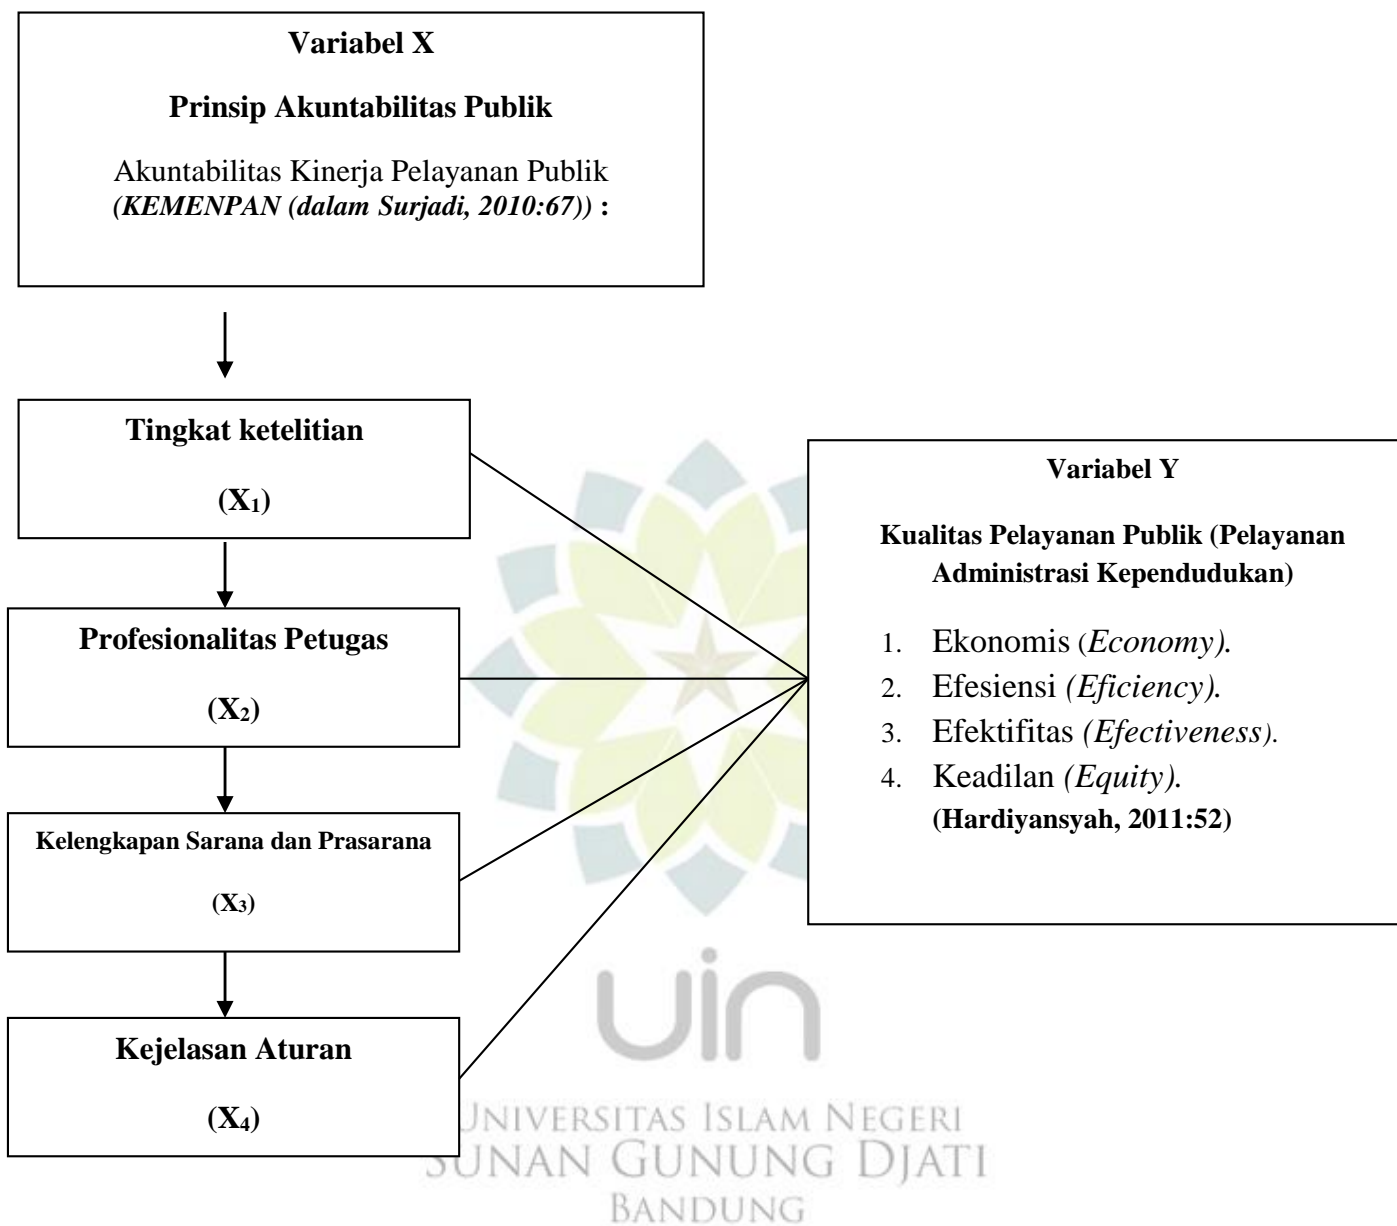 Variabel X
Prinsip Akuntabilitas Publik
Akuntabilitas Kinerja Pelayanan Publik
(KEMENPAN (dalam Surjadi, 2010:67)) :
Tingkat ketelitian
(X₁)
Profesionalitas Petugas
(X₂)
Kelengkapan Sarana dan Prasarana
(X₃)
Kejelasan Aturan
(X₄)
Variabel Y
Kualitas Pelayanan Publik (Pelayanan
Administrasi Kependudukan)
1. Ekonomis (Economy).
2. Efesiensi (Eficiency).
3. Efektifitas (Efectiveness).
4. Keadilan (Equity).
(Hardiyansyah, 2011:52)
uin
UNIVERSITAS ISLAM NEGERI
SUNAN GUNUNG DJATI
BANDUNG